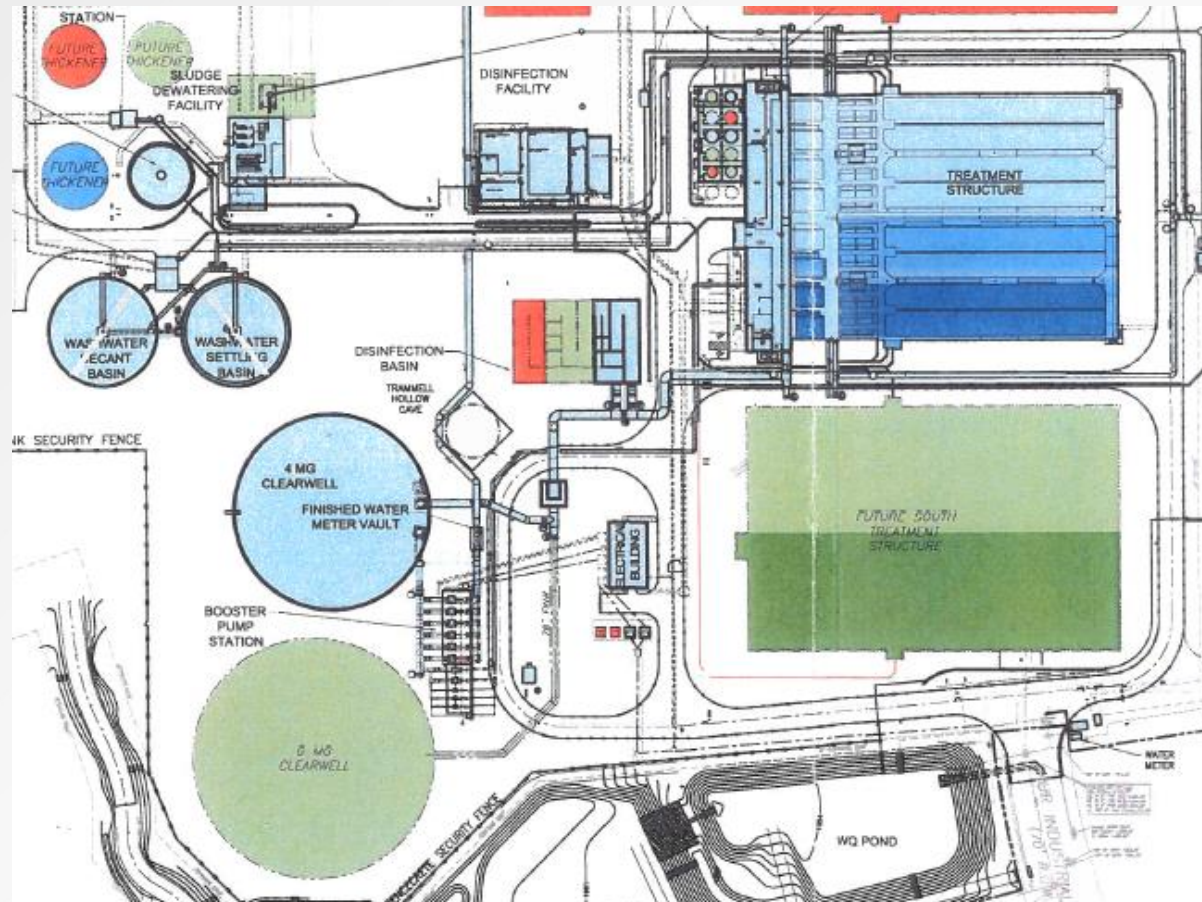 STATION
FUTURE
THICKENER
FUTURE
THICKENER
SLUDGE
DEWATERING
FACILITY
DISINFECTION
FACILITY
FUTURE
THICKENER
TREATMENT
STRUCTURE
WASHWATER
DECANT
BASIN
WASHWATER
SETTLING
BASIN
DISINFECTION
BASIN
TRAMMELL
HOLLOW
CAVE
NK SECURITY FENCE
4 MG
CLEARWELL
FINISHED WATER
METER VAULT
FUTURE SOUTH
TREATMENT
STRUCTURE
ELECTRICAL
BUILDING
BOOSTER
PUMP
STATION
MG
CLEARWELL
WATER
METER
SECURITY FENCE
WQ POND